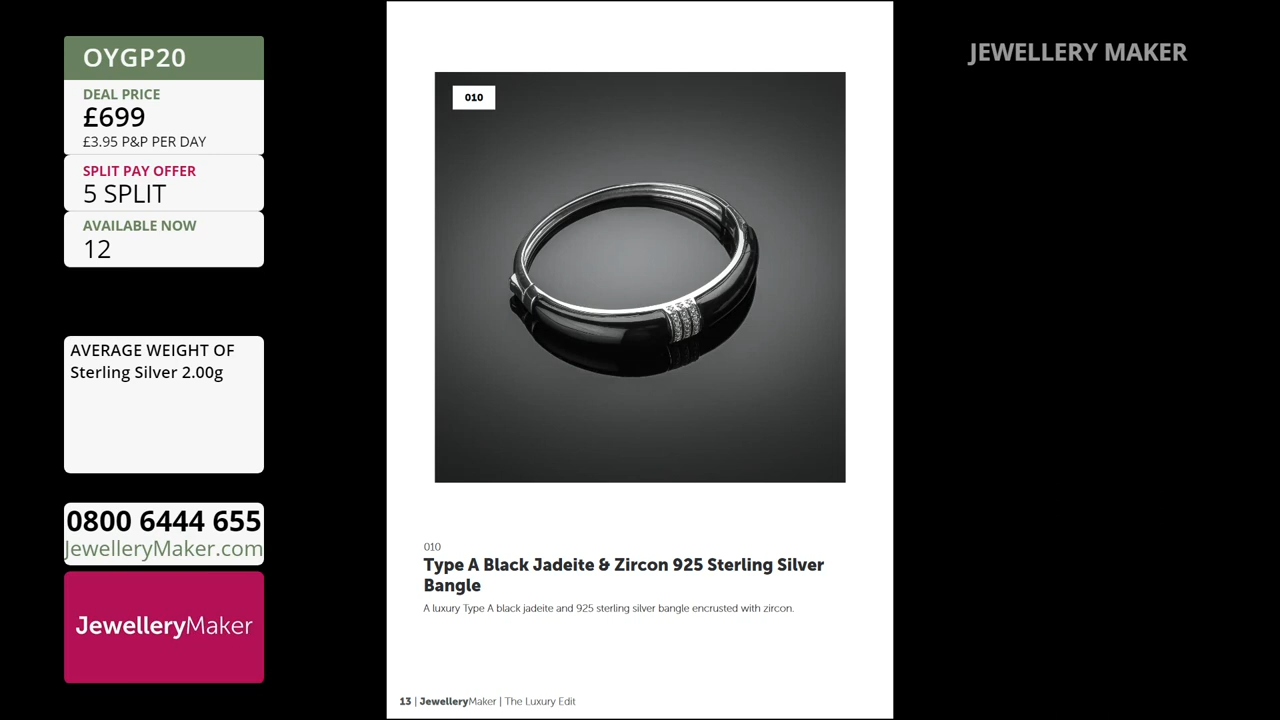 OYGP20
DEAL PRICE
£699
£3.95 P&P PER DAY
SPLIT PAY OFFER
5 SPLIT
AVAILABLE NOW
12
AVERAGE WEIGHT OF
Sterling Silver 2.00g
0800 6444 655
JewelleryMaker.com
JewelleryMaker
010
010
Type A Black Jadeite & Zircon 925 Sterling Silver
Bangle
A luxury Type A black jadeite and 925 sterling silver bangle encrusted with zircon.
13 | JewelleryMaker | The Luxury Edit
JEWELLERY MAKER